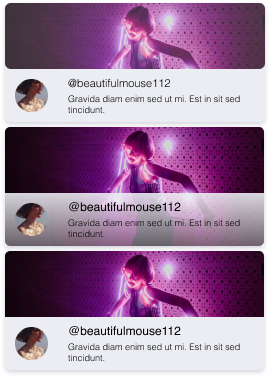 @beautifulmouse112
Gravida diam enim sed ut mi. Est in sit sed
tincidunt.
@beautifulmouse112
Gravida diam enim sed ut mi. Est in sit sed
tincidunt.
@beautifulmouse112
Gravida diam enim sed ut mi. Est in sit sed
tincidunt.